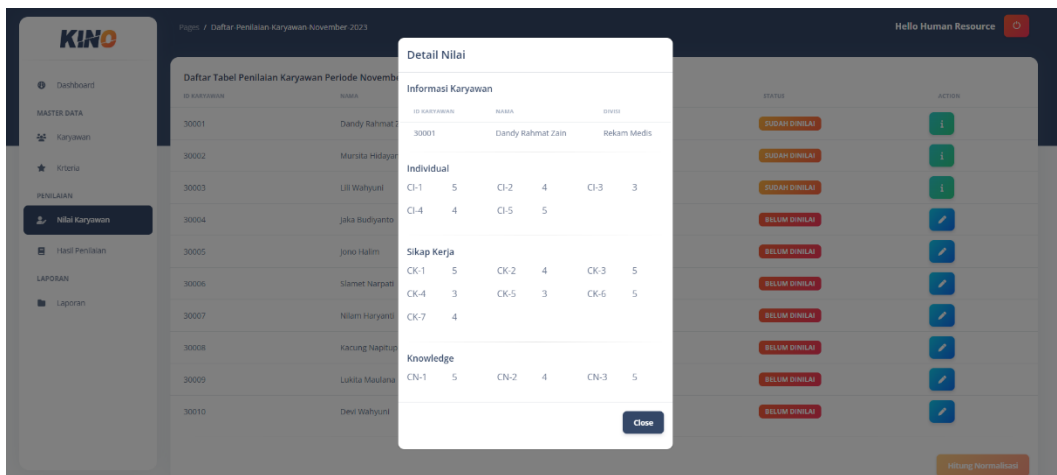 KINO
Pages / Daftar-Penilaian-Karyawan-November-2023
Hello Human Resource
Dashboard
MASTER DATA
Karyawan
Kriteria
PENILAIAN
Nilai Karyawan
Hasil Penilaian
LAPORAN
Laporan
Daftar Tabel Penilaian Karyawan Periode Novembe
ID KARYAWAN NAMA STATUS ACTION
30001 Dandy Rahmat Z SUDAH DINILAI i
30002 Mursita Hidayan SUDAH DINILAI i
30003 Lili Wahyuni SUDAH DINILAI i
30004 Jaka Budiyanto BELUM DINILAI
30005 Jono Halim BELUM DINILAI
30006 Slamet Narpati BELUM DINILAI
30007 Nilam Haryanti BELUM DINILAI
30008 Kacung Napitup BELUM DINILAI
30009 Lukita Maulana BELUM DINILAI
30010 Devi Wahyuni BELUM DINILAI
Hitung Normalisasi
Detail Nilai
Informasi Karyawan
ID KARYAWAN NAMA DIVISI
30001 Dandy Rahmat Zain Rekam Medis
Individual
CI-1 5 CI-2 4 CI-3 3
CI-4 4 CI-5 5
Sikap Kerja
CK-1 5 CK-2 4 CK-3 5
CK-4 3 CK-5 3 CK-6 5
CK-7 4
Knowledge
CN-1 5 CN-2 4 CN-3 5
Close